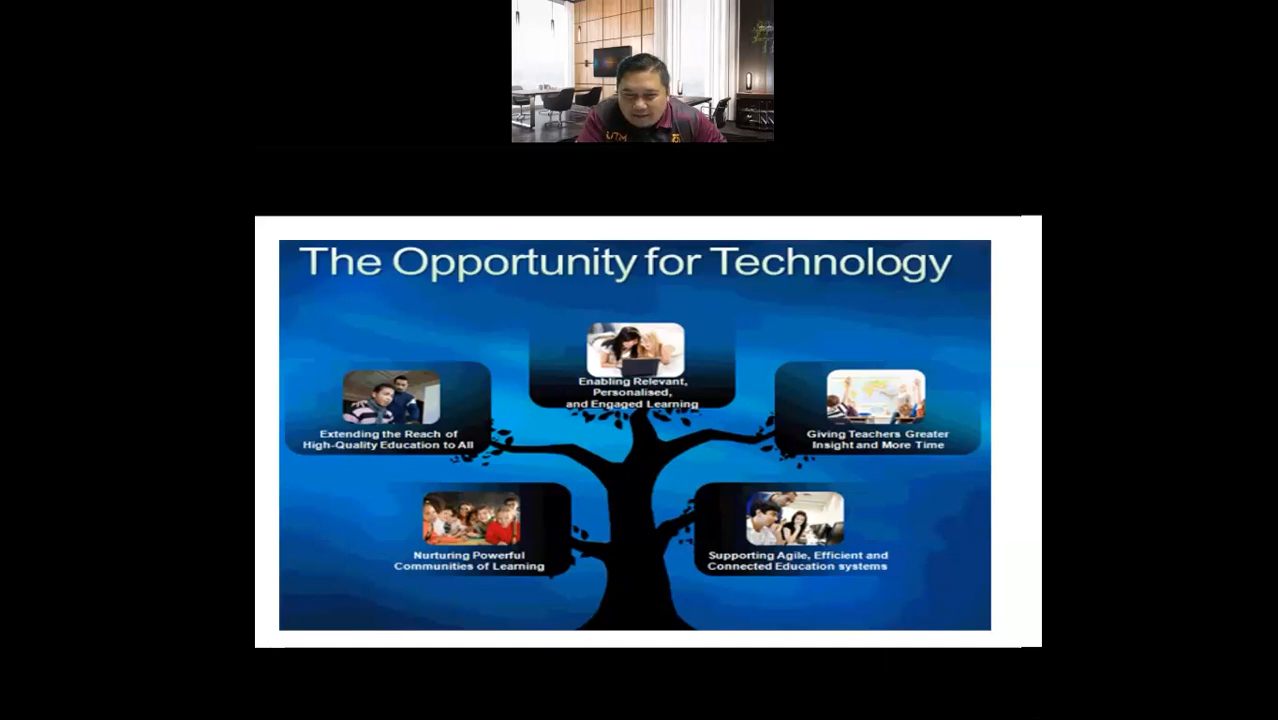 UTM
The Opportunity for Technology
Enabling Relevant,
Personalised,
and Engaged Learning
Extending the Reach of
High-Quality Education to All
Giving Teachers Greater
Insight and More Time
Nurturing Powerful
Communities of Learning
Supporting Agile, Efficient and
Connected Education systems